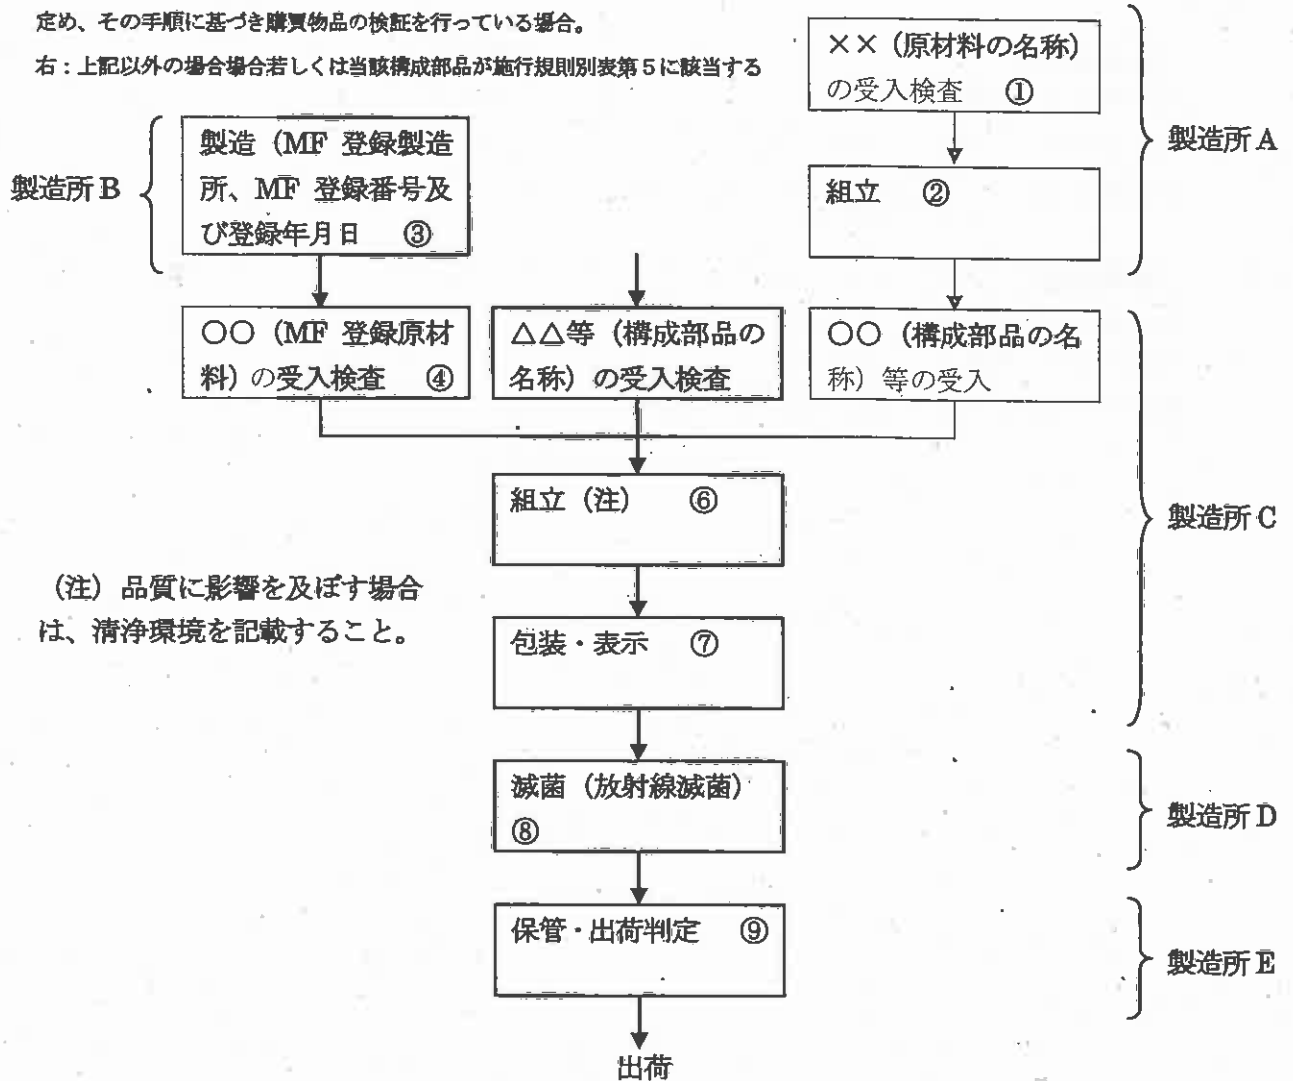 定め、その手順に基づき購買物品の検証を行っている場合。
右：上記以外の場合場合若しくは当該構成部品が施行規則別表第５に該当する
××（原材料の名称）
の受入検査　①
製造所A
組立　②
製造所B
製造（MF 登録製造
所、MF 登録番号及
び登録年月日　③
○○（MF 登録原材
料）の受入検査　④
△△等（構成部品の
名称）の受入検査
○○（構成部品の名
称）等の受入
製造所C
組立（注）　⑥
（注）品質に影響を及ぼす場合
は、清浄環境を記載すること。
包装・表示　⑦
滅菌（放射線滅菌）
⑧
製造所D
保管・出荷判定　⑨
製造所E
出荷